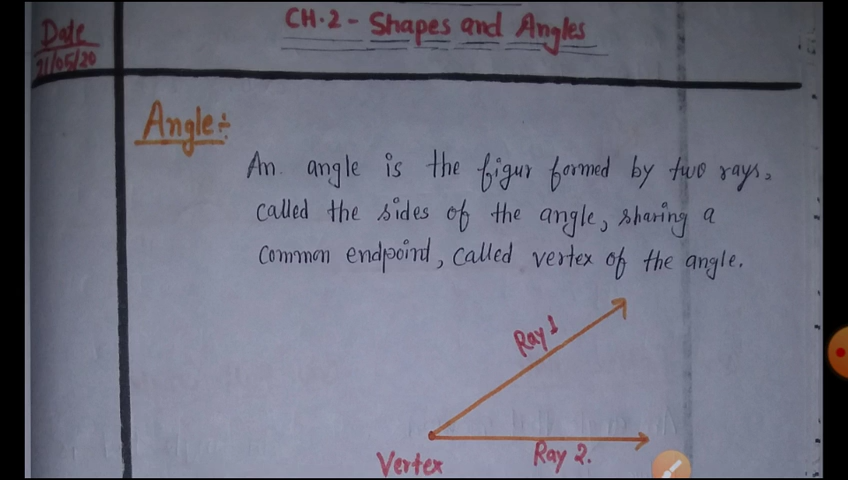 CH.2 - Shapes and Angles
Date
21/05/20
Angle:-
An angle is the figur formed by two rays,
called the sides of the angle, sharing a
common endpoint, called vertex of the angle.
Ray 1
Vertex
Ray 2.